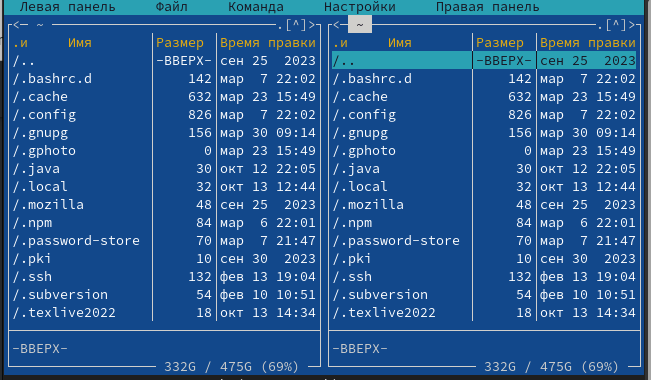 Левая панель Файл Команда Настройки Правая панель
<— ~ .[^]> <— ~ .[^]>
.и Имя Размер Время правки .и Имя Размер Время правки
/.. -ВВЕРХ- сен 25 2023 /.. -ВВЕРХ- сен 25 2023
/.bashrc.d 142 мар 7 22:02 /.bashrc.d 142 мар 7 22:02
/.cache 632 мар 23 15:49 /.cache 632 мар 23 15:49
/.config 826 мар 7 22:02 /.config 826 мар 7 22:02
/.gnupg 156 мар 30 09:14 /.gnupg 156 мар 30 09:14
/.gphoto 0 мар 23 15:49 /.gphoto 0 мар 23 15:49
/.java 30 окт 12 22:05 /.java 30 окт 12 22:05
/.local 32 окт 13 12:44 /.local 32 окт 13 12:44
/.mozilla 48 сен 25 2023 /.mozilla 48 сен 25 2023
/.npm 84 мар 6 22:01 /.npm 84 мар 6 22:01
/.password-store 70 мар 7 21:47 /.password-store 70 мар 7 21:47
/.pki 10 сен 30 2023 /.pki 10 сен 30 2023
/.ssh 132 фев 13 19:04 /.ssh 132 фев 13 19:04
/.subversion 54 фев 10 10:51 /.subversion 54 фев 10 10:51
/.texlive2022 18 окт 13 14:34 /.texlive2022 18 окт 13 14:34
-ВВЕРХ- -ВВЕРХ-
332G / 475G (69%) 332G / 475G (69%)